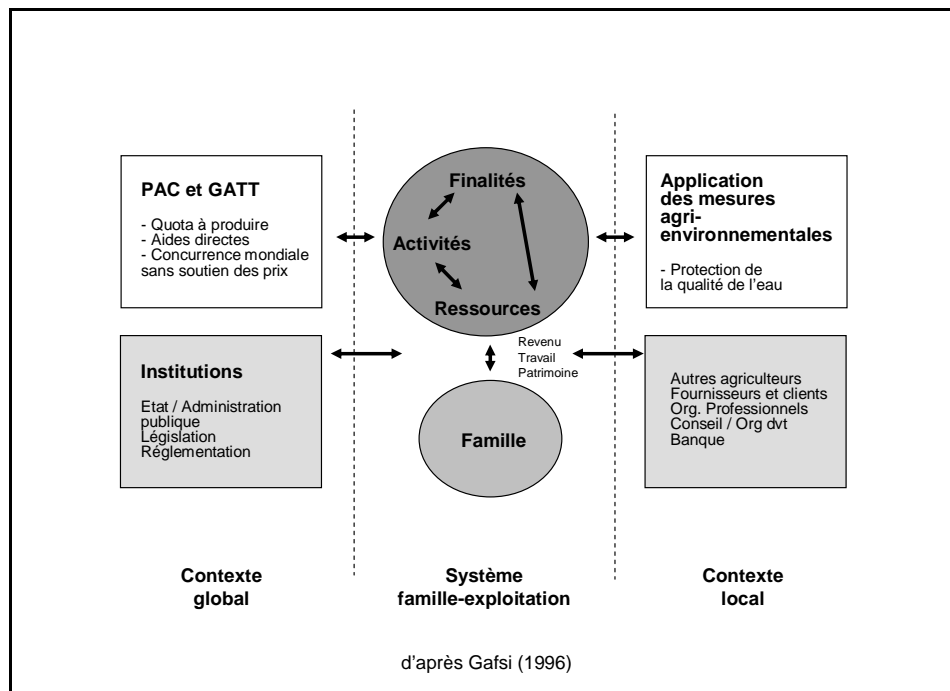 PAC et GATT
- Quota à produire
- Aides directes
- Concurrence mondiale
sans soutien des prix
Finalités
Activités
Ressources
Application
des mesures
agri-
environnementales
- Protection de
la qualité de l'eau
Institutions
Etat / Administration
publique
Législation
Réglementation
Revenu
Travail
Patrimoine
Famille
Autres agriculteurs
Fournisseurs et clients
Org. Professionnels
Conseil / Org dvt
Banque
Contexte
global
Système
famille-exploitation
Contexte
local
d'après Gafsi (1996)